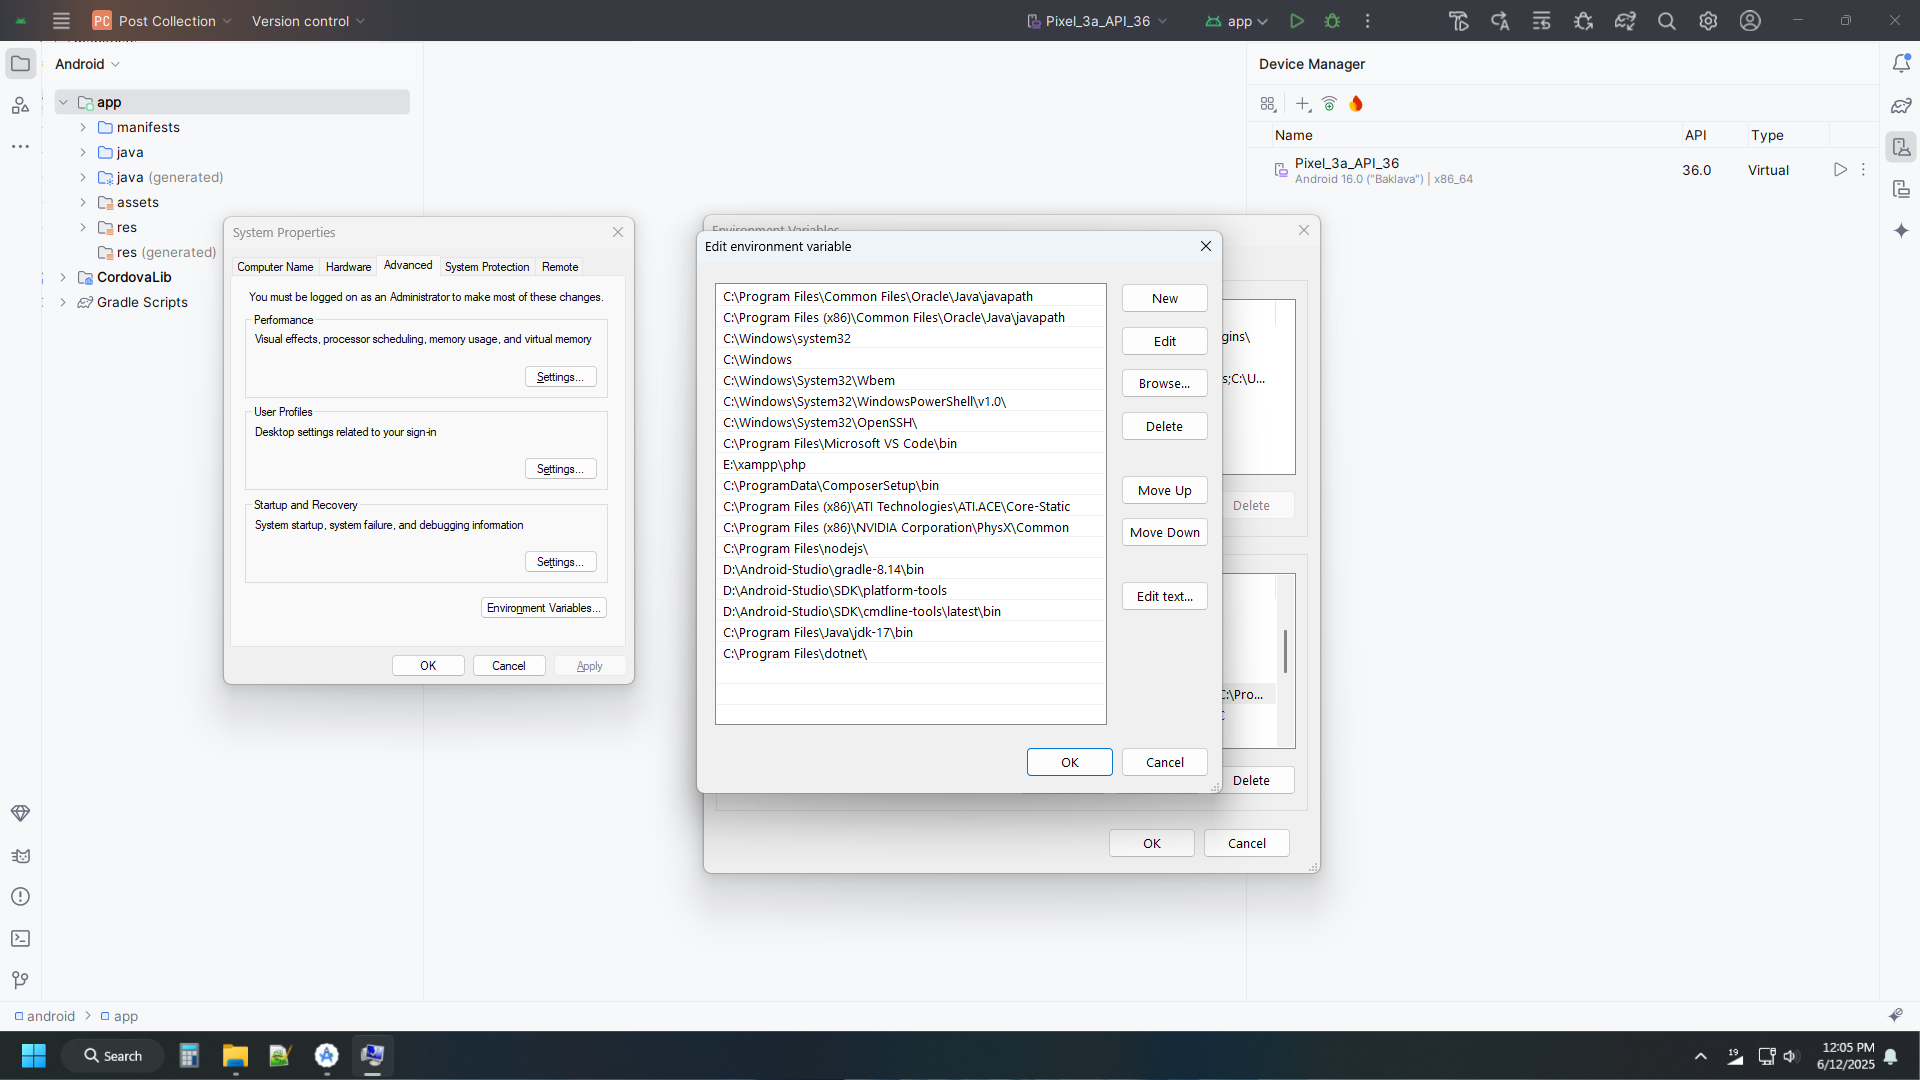 PC Post Collection
Version control
Pixel_3a_API_36
app
Android
app
manifests
java
java (generated)
assets
res
res (generated)
CordovaLib
Gradle Scripts
Device Manager
Name API Type
Pixel_3a_API_36
Android 16.0 ("Baklava") | x86_64
36.0 Virtual
System Properties
Computer Name Hardware Advanced System Protection Remote
You must be logged on as an Administrator to make most of these changes.
Performance
Visual effects, processor scheduling, memory usage, and virtual memory
Settings...
User Profiles
Desktop settings related to your sign-in
Settings...
Startup and Recovery
System startup, system failure, and debugging information
Settings...
Environment Variables...
OK Cancel Apply
Environment Variables
Edit environment variable
C:\Program Files\Common Files\Oracle\Java\javapath
C:\Program Files (x86)\Common Files\Oracle\Java\javapath
C:\Windows\system32
C:\Windows
C:\Windows\System32\Wbem
C:\Windows\System32\WindowsPowerShell\v1.0\
C:\Windows\System32\OpenSSH\
C:\Program Files\Microsoft VS Code\bin
E:\xampp\php
C:\ProgramData\ComposerSetup\bin
C:\Program Files (x86)\ATI Technologies\ATI.ACE\Core-Static
C:\Program Files (x86)\NVIDIA Corporation\PhysX\Common
C:\Program Files\nodejs\
D:\Android-Studio\gradle-8.14\bin
D:\Android-Studio\SDK\platform-tools
D:\Android-Studio\SDK\cmdline-tools\latest\bin
C:\Program Files\Java\jdk-17\bin
C:\Program Files\dotnet\
New
Edit
Browse...
Delete
Move Up
Move Down
Edit text...
OK Cancel
gins\
s;C:\U...
Delete
C:\Pro...
Delete
OK Cancel
android > app
Search
19
12:05 PM
6/12/2025